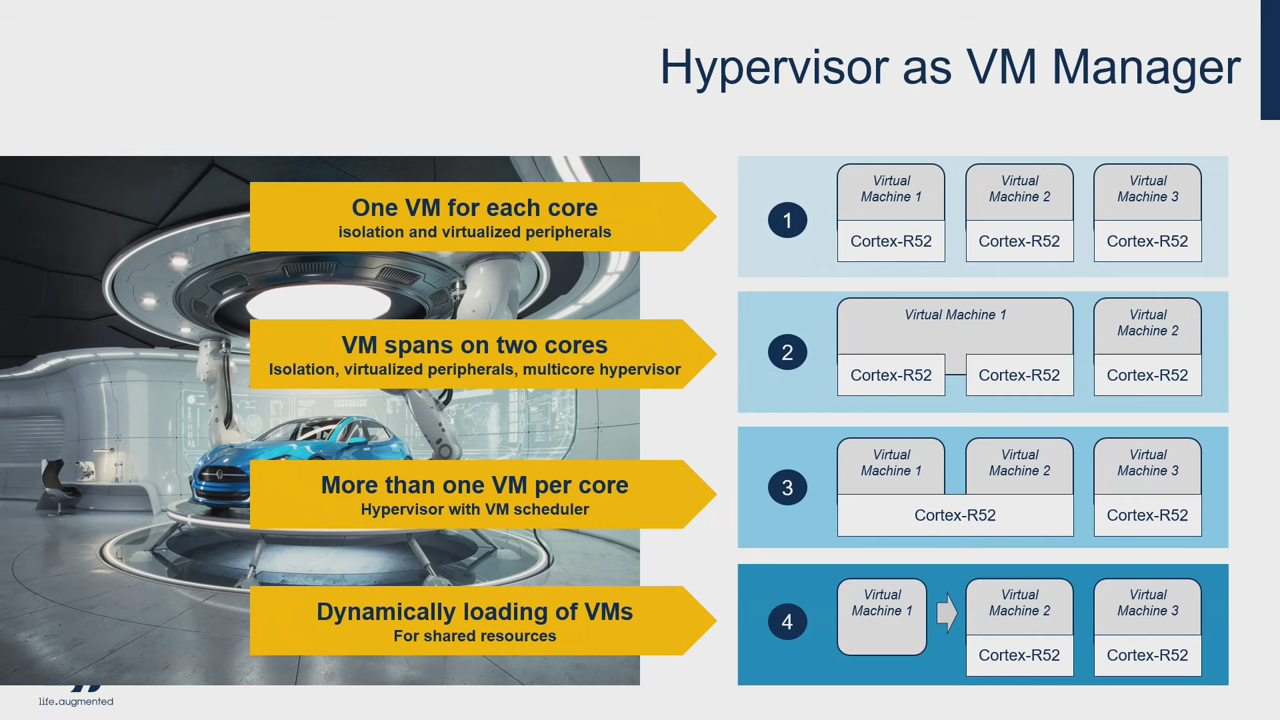 Hypervisor as VM Manager
One VM for each core
isolation and virtualized peripherals
1
Virtual
Machine 1
Virtual
Machine 2
Virtual
Machine 3
Cortex-R52
Cortex-R52
Cortex-R52
VM spans on two cores
Isolation, virtualized peripherals, multicore hypervisor
2
Virtual Machine 1
Virtual
Machine 2
Cortex-R52
Cortex-R52
Cortex-R52
More than one VM per core
Hypervisor with VM scheduler
3
Virtual
Machine 1
Virtual
Machine 2
Virtual
Machine 3
Cortex-R52
Cortex-R52
Dynamically loading of VMs
For shared resources
4
Virtual
Machine 1
Virtual
Machine 2
Virtual
Machine 3
Cortex-R52
Cortex-R52
life.augmented